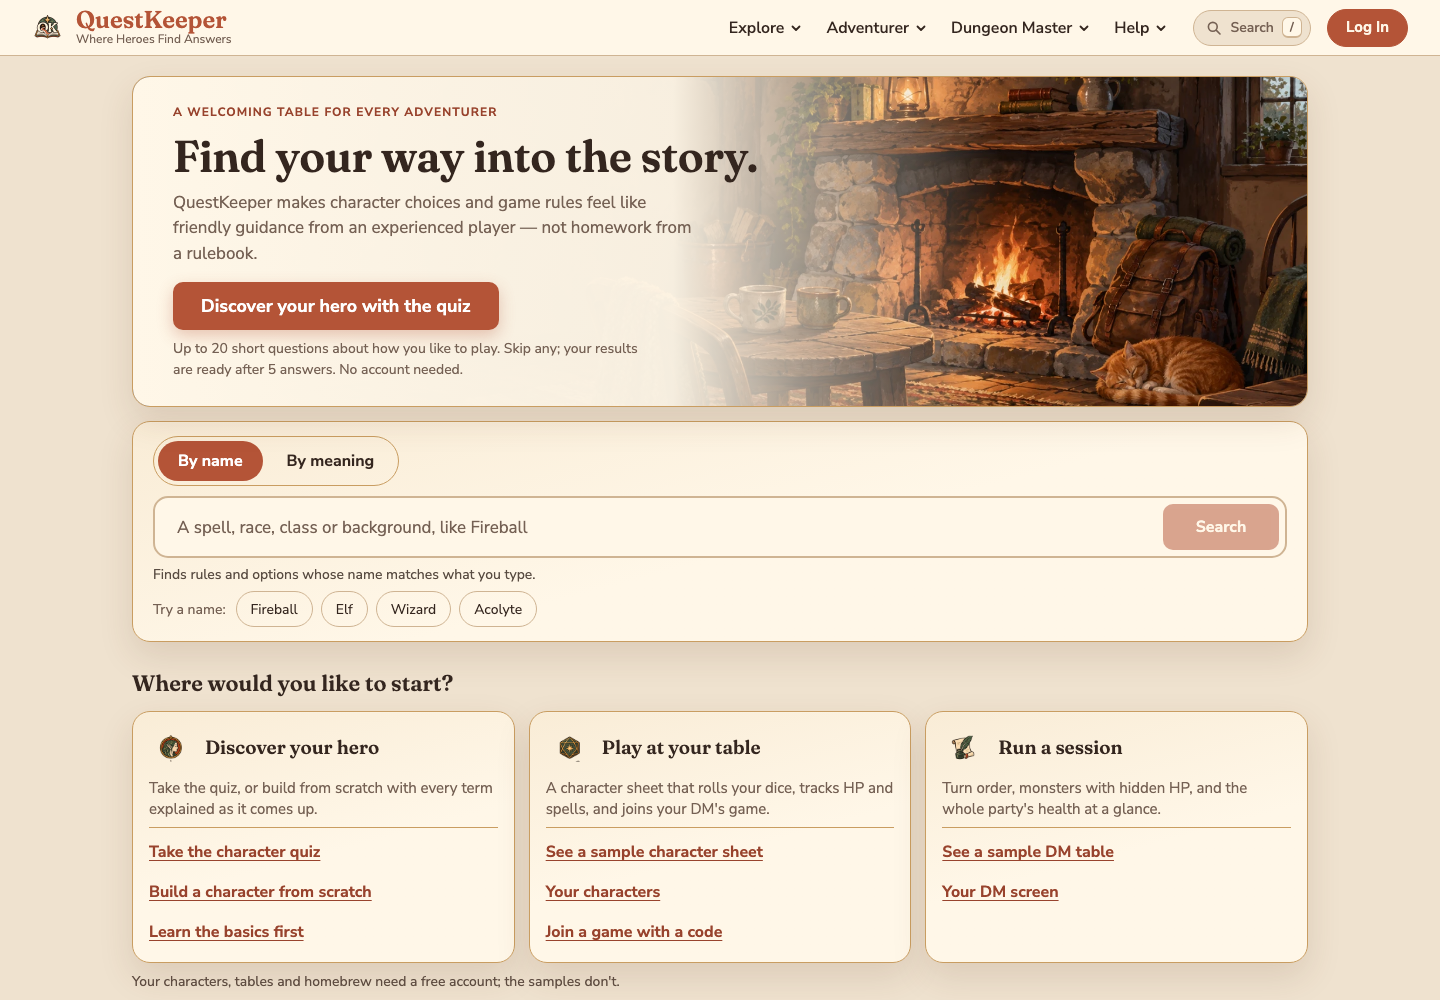 QK
QuestKeeper
Where Heroes Find Answers
Explore
Adventurer
Dungeon Master
Help
Search
/
Log In
A WELCOMING TABLE FOR EVERY ADVENTURER
Find your way into the story.
QuestKeeper makes character choices and game rules feel like
friendly guidance from an experienced player — not homework from
a rulebook.
Discover your hero with the quiz
Up to 20 short questions about how you like to play. Skip any; your results
are ready after 5 answers. No account needed.
By name
By meaning
A spell, race, class or background, like Fireball
Search
Finds rules and options whose name matches what you type.
Try a name:
Fireball
Elf
Wizard
Acolyte
Where would you like to start?
Discover your hero
Take the quiz, or build from scratch with every term
explained as it comes up.
Take the character quiz
Build a character from scratch
Learn the basics first
Play at your table
A character sheet that rolls your dice, tracks HP and
spells, and joins your DM's game.
See a sample character sheet
Your characters
Join a game with a code
Run a session
Turn order, monsters with hidden HP, and the
whole party's health at a glance.
See a sample DM table
Your DM screen
Your characters, tables and homebrew need a free account; the samples don't.